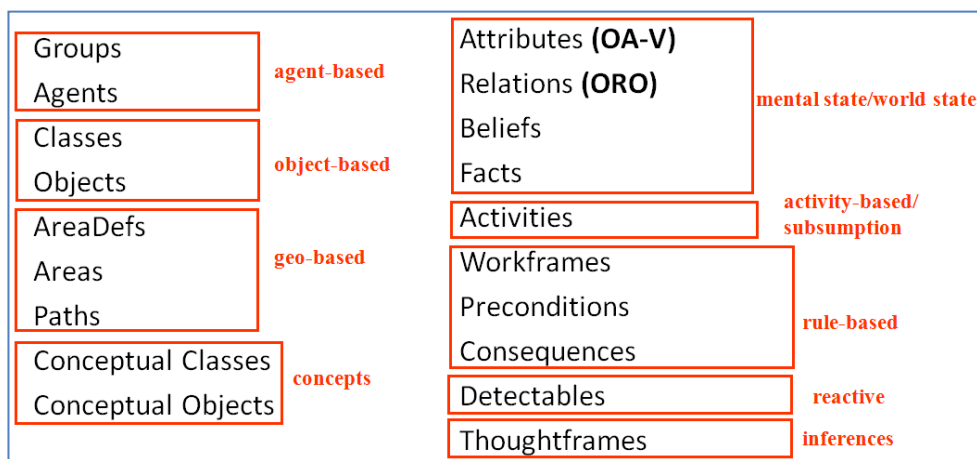 Groups
Agents
agent-based
Classes
Objects
object-based
AreaDefs
Areas
Paths
geo-based
Conceptual Classes
Conceptual Objects
concepts
Attributes (OA-V)
Relations (ORO)
Beliefs
Facts
mental state/world state
Activities
activity-based/
subsumption
Workframes
Preconditions
Consequences
rule-based
Detectables
reactive
Thoughtframes
inferences